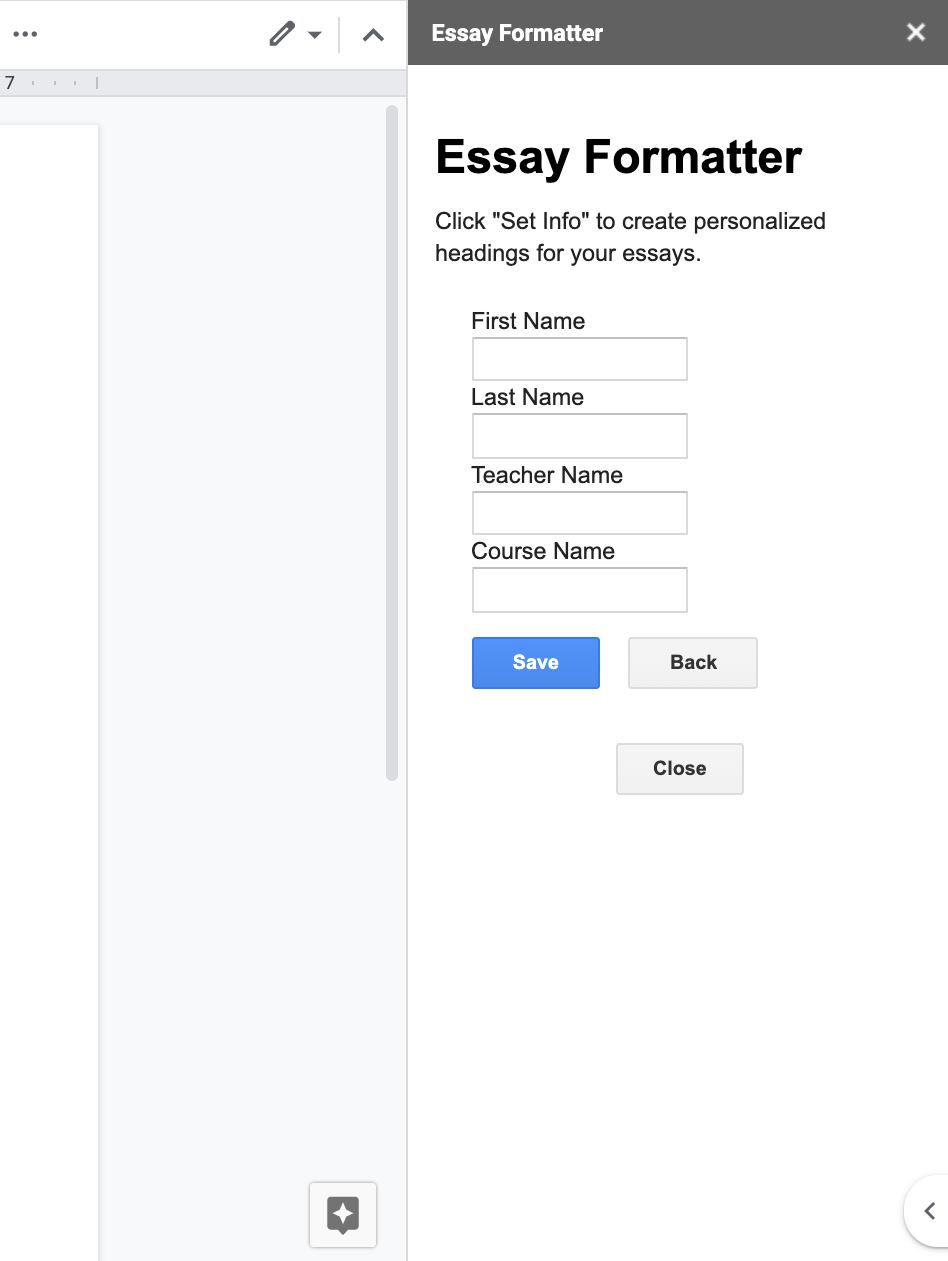 Essay Formatter
7
Essay Formatter
Click "Set Info" to create personalized
headings for your essays.
First Name
Last Name
Teacher Name
Course Name
Save Back
Close